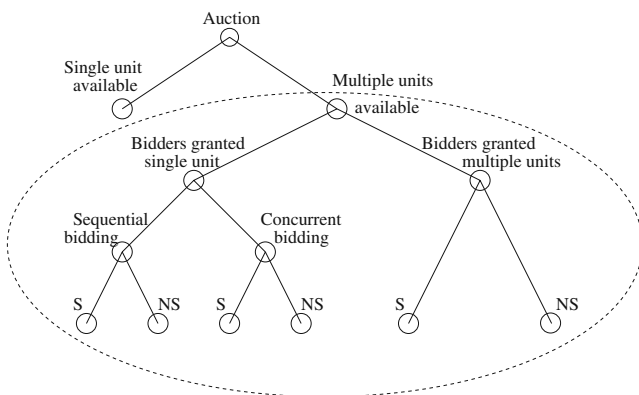 Auction
Single unit
available
Multiple units
available
Bidders granted
single unit
Bidders granted
multiple units
Sequential
bidding
Concurrent
bidding
S
NS
S
NS
S
NS